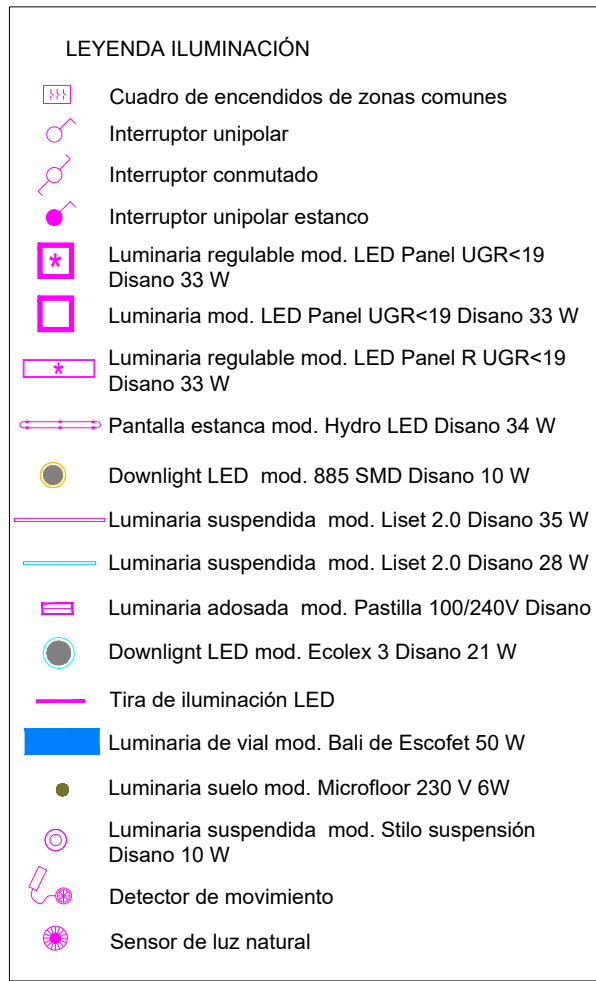 LEYENDA ILUMINACIÓN
Cuadro de encendidos de zonas comunes
Interruptor unipolar
Interruptor conmutado
Interruptor unipolar estanco
Luminaria regulable mod. LED Panel UGR<19
Disano 33 W
Luminaria mod. LED Panel UGR<19 Disano 33 W
Luminaria regulable mod. LED Panel R UGR<19
Disano 33 W
Pantalla estanca mod. Hydro LED Disano 34 W
Downlight LED mod. 885 SMD Disano 10 W
Luminaria suspendida mod. Liset 2.0 Disano 35 W
Luminaria suspendida mod. Liset 2.0 Disano 28 W
Luminaria adosada mod. Pastilla 100/240V Disano
Downlignt LED mod. Ecolex 3 Disano 21 W
Tira de iluminación LED
Luminaria de vial mod. Bali de Escofet 50 W
Luminaria suelo mod. Microfloor 230 V 6W
Luminaria suspendida mod. Stilo suspensión
Disano 10 W
Detector de movimiento
Sensor de luz natural